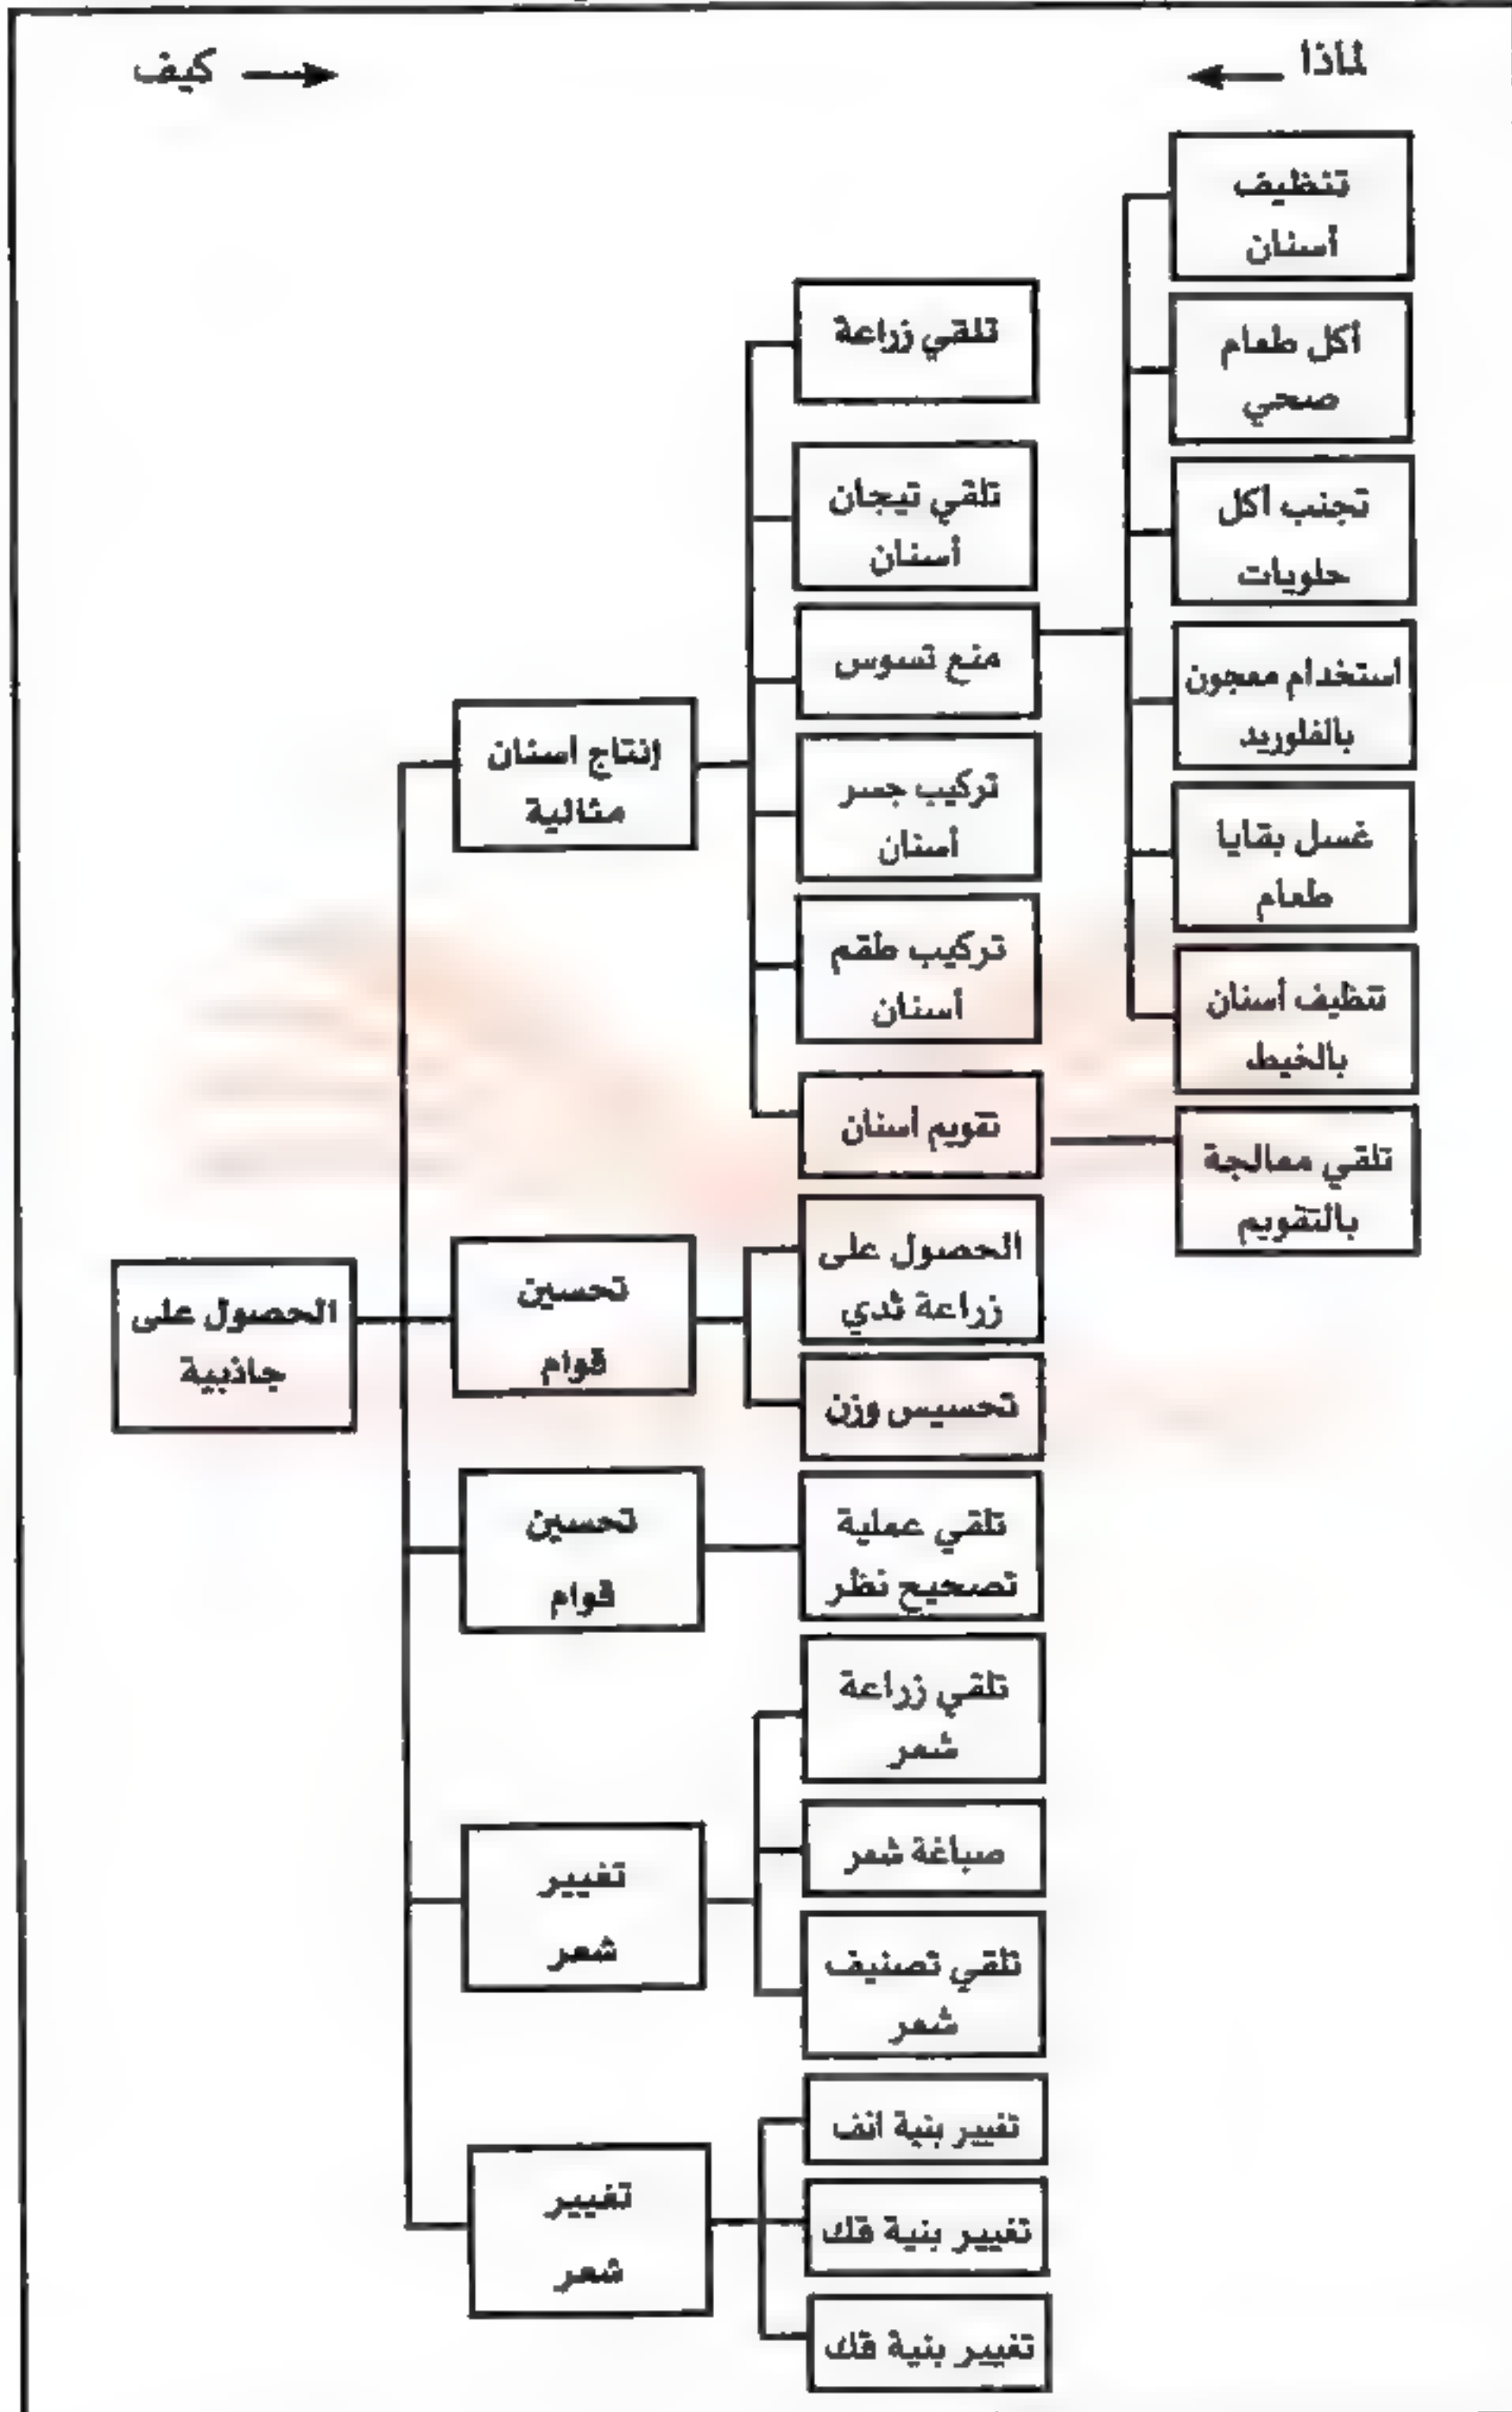 لماذا
كيف
تنظيف
أسنان
أكل طعام
صحي
تجنب أكل
حلويات
استخدام معجون
بالفلوريد
غسل بقايا
طعام
تنظيف أسنان
بالخيط
تلقي معالجة
بالتقويم
تلقي زراعة
تلقي تيجان
أسنان
منع تسوس
تركيب جسر
أسنان
تركيب طقم
أسنان
تقويم أسنان
الحصول على
زراعة ثدي
تحسيس وزن
تلقي عملية
تصحيح نظر
تلقي زراعة
شعر
صباغة شعر
تلقي تصنيف
شعر
تغيير بنية انف
تغيير بنية فك
تغيير بنية فك
إنتاج اسنان
مثالية
تحسين
قوام
تحسين
قوام
تغيير
شعر
تغيير
شعر
الحصول على
جاذبية